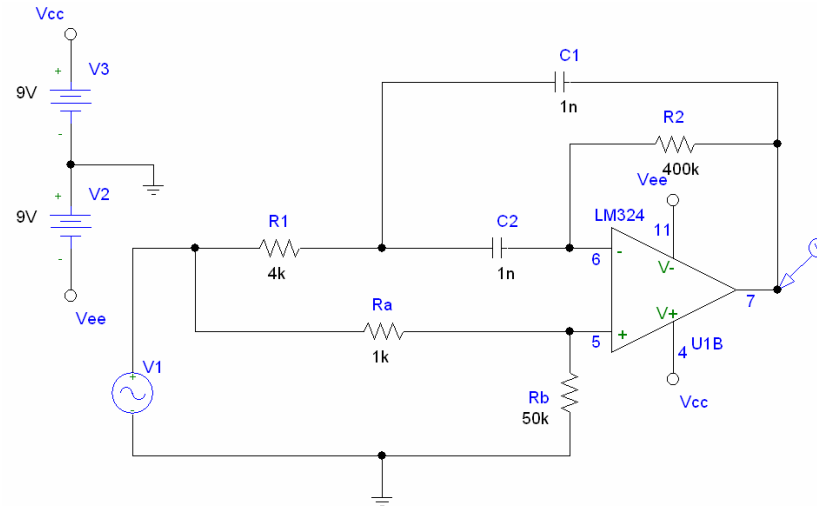 Vcc
+
V3
9V
-
+
V2
9V
-
Vee
C1
1n
R2
400k
Vee
LM324
11
R1
4k
C2
1n
6
-
V-
7
V
Ra
1k
5
+
V+
U1B
4
Vcc
V1
+
-
Rb
50k